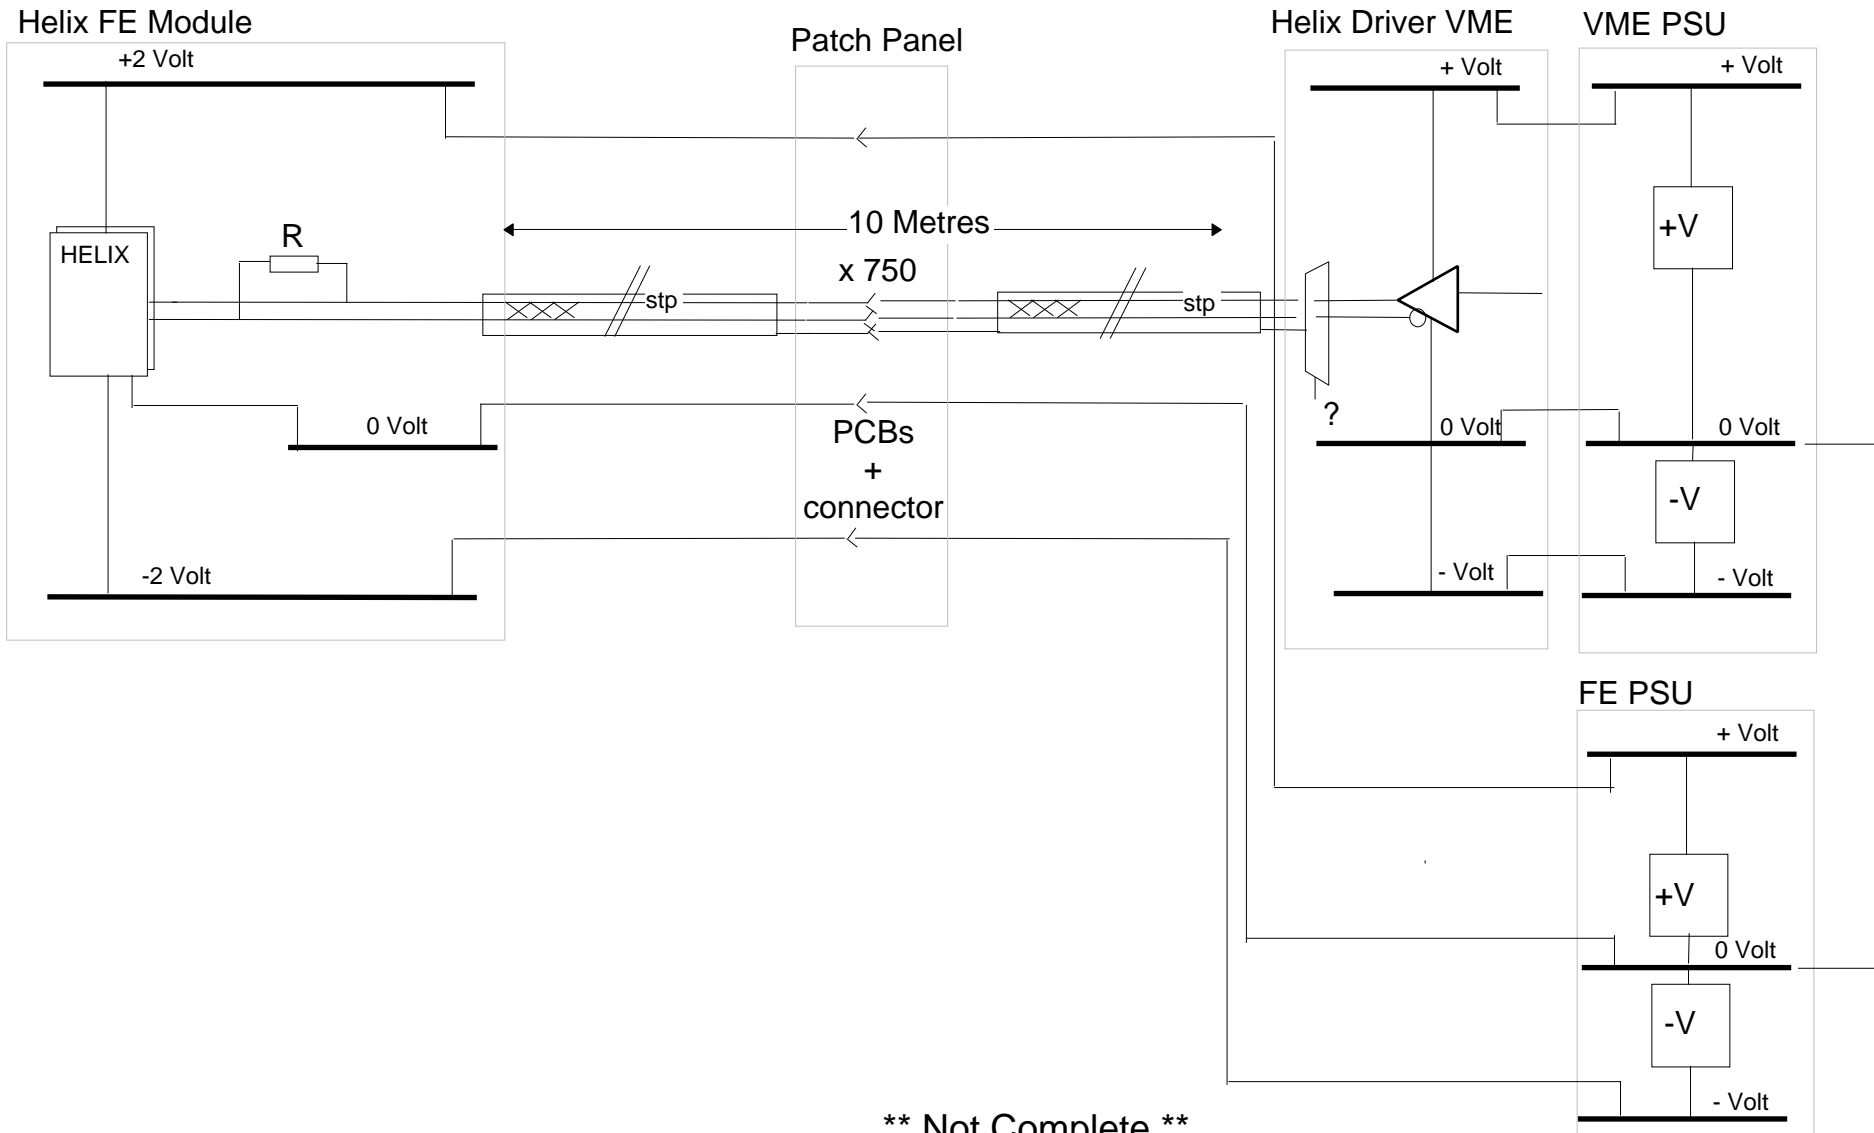 Helix FE Module
Patch Panel
Helix Driver VME
VME PSU
+2 Volt
+ Volt
+ Volt
10 Metres
x 750
HELIX
R
stp
stp
+V
?
0 Volt
0 Volt
0 Volt
PCBs
+
connector
-V
-2 Volt
- Volt
- Volt
FE PSU
+ Volt
+V
0 Volt
-V
- Volt
** Not Complete **